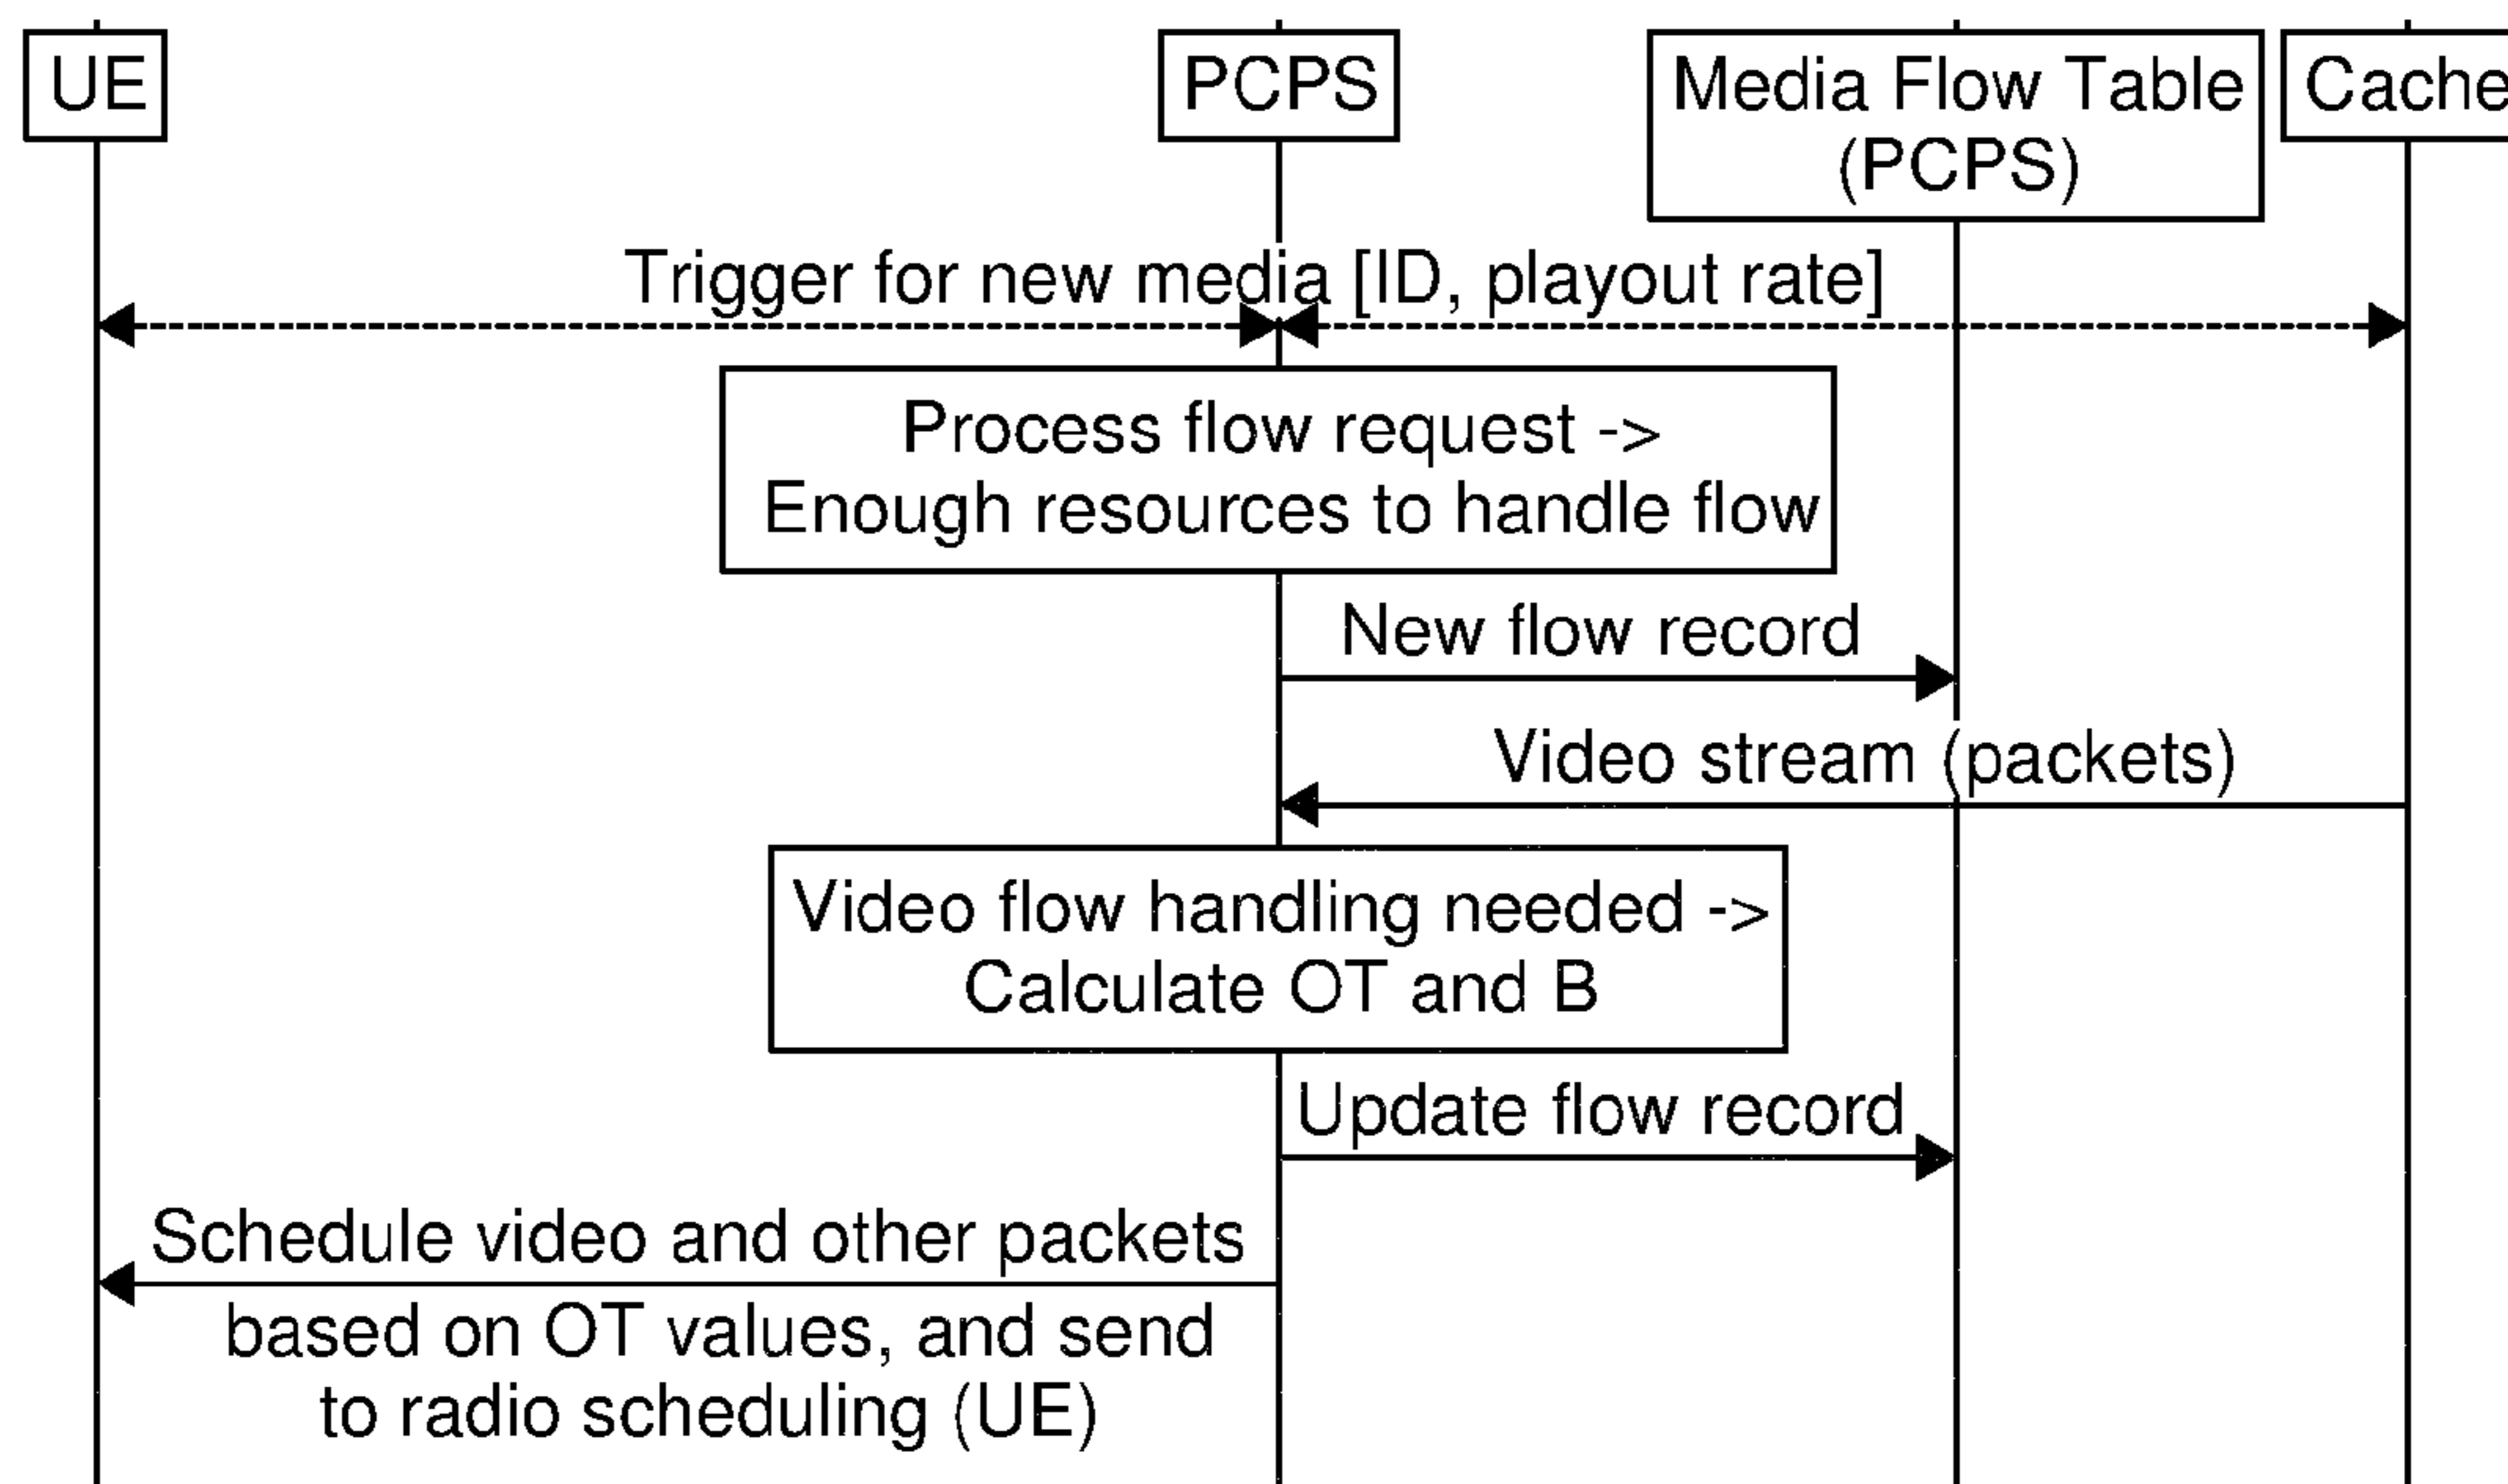 UE
PCPS
Media Flow Table
(PCPS)
Cache
Trigger for new media [ID, playout rate]
Process flow request ->
Enough resources to handle flow
New flow record
Video stream (packets)
Video flow handling needed ->
Calculate OT and B
Update flow record
Schedule video and other packets
based on OT values, and send
to radio scheduling (UE)